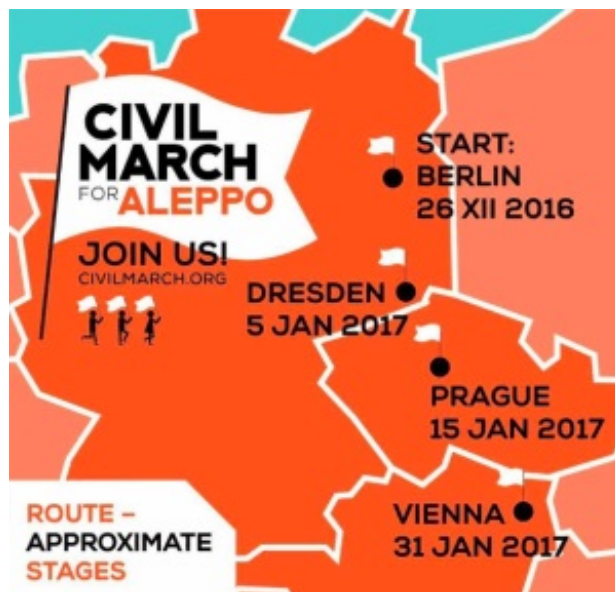 CIVIL
MARCH
FOR ALEPPO
JOIN US!
CIVILMARCH.ORG
START:
BERLIN
26 XII 2016
DRESDEN
5 JAN 2017
PRAGUE
15 JAN 2017
VIENNA
31 JAN 2017
ROUTE –
APPROXIMATE
STAGES